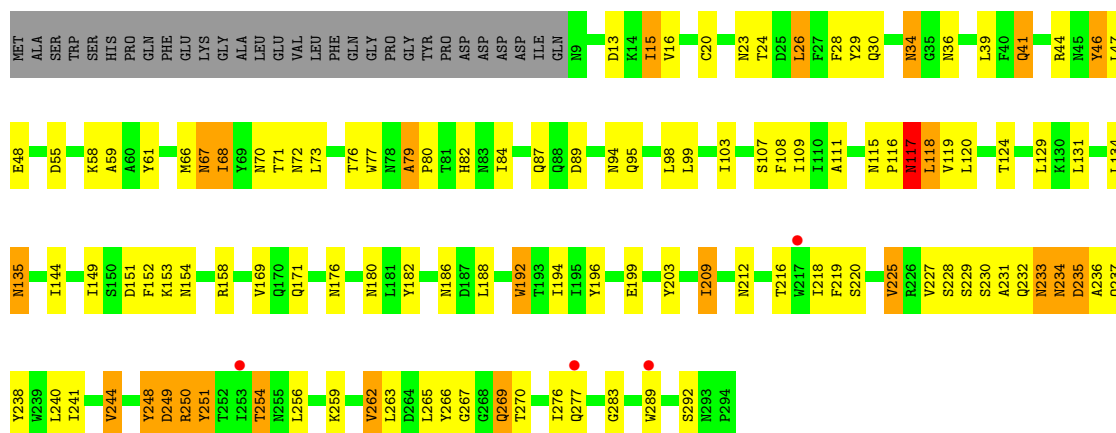 MET ALA SER TRP SER HIS PRO GLN PHE GLU LYS GLY ALA LEU GLU VAL LEU PHE GLN GLY PRO GLY TYR PRO ASP ASP ASP ASP ILE GLN N9 D13 K14 I15 V16 C20 N23 T24 D25 L26 F27 F28 Y29 Q30 N34 G35 N36 L39 F40 Q41 R44 N45 Y46 L47
E48 D55 K58 A59 A60 Y61 M66 N67 I68 Y69 N70 T71 N72 L73 T76 W77 N78 A79 P80 T81 H82 N83 I84 Q87 Q88 D89 N94 Q95 L98 L99 I103 S107 F108 I109 I110 A111 N115 P116 N117 L118 V119 L120 T124 L129 K130 L131 L134
N135 I144 I149 S150 D151 F152 K153 N154 R158 V169 Q170 Q171 N176 N180 L181 Y182 N186 D187 L188 W192 T193 I194 I195 Y196 E199 Y203 I209 N212 T216 W217 I218 F219 S220 V225 R226 V227 S228 S229 S230 A231 Q232 N233 N234 D235 A236
Y238 W239 L240 I241 V244 Y248 D249 R250 Y251 T252 I253 T254 N255 L256 K259 V262 L263 D264 L265 Y266 G267 G268 Q269 T270 I276 Q277 G283 W289 S292 N293 P294